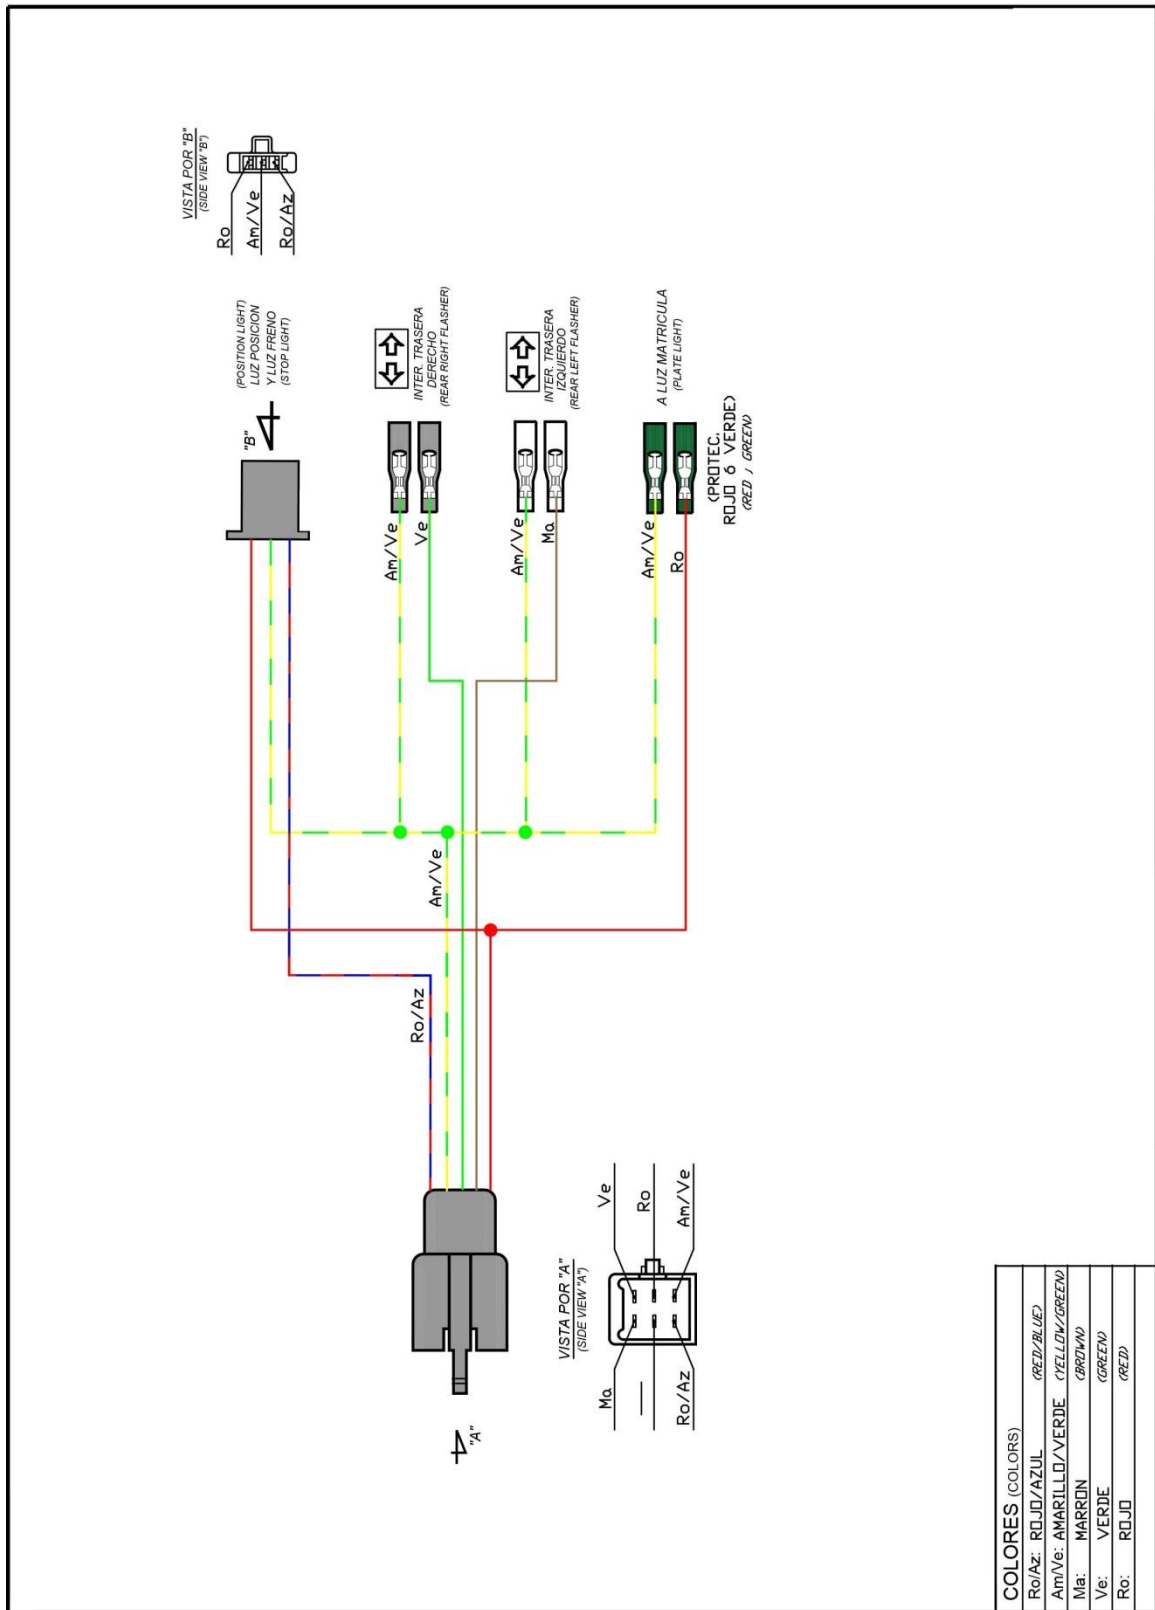 VISTA POR "B"
(SIDE VIEW "B")
Ro
Am/Ve
Ro/Az
(POSITION LIGHT)
LUZ POSICION
Y LUZ FRENO
(STOP LIGHT)
"B"
INTER. TRASERA
DERECHO
(REAR RIGHT FLASHER)
INTER. TRASERA
IZQUIERDO
(REAR LEFT FLASHER)
A LUZ MATRICULA
(PLATE LIGHT)
(PROTEC.
ROJO ó VERDE)
(RED / GREEN)
Am/Ve
Ve
Am/Ve
Ma
Am/Ve
Ro
Am/Ve
Ro/Az
"A"
VISTA POR "A"
(SIDE VIEW "A")
Ma
Ro/Az
Ve
Ro
Am/Ve
COLORES (COLORS)
Ro/Az: ROJO/AZUL (RED/BLUE)
Am/Ve: AMARILLO/VERDE (YELLOW/GREEN)
Ma: MARRON (BROWN)
Ve: VERDE (GREEN)
Ro: ROJO (RED)